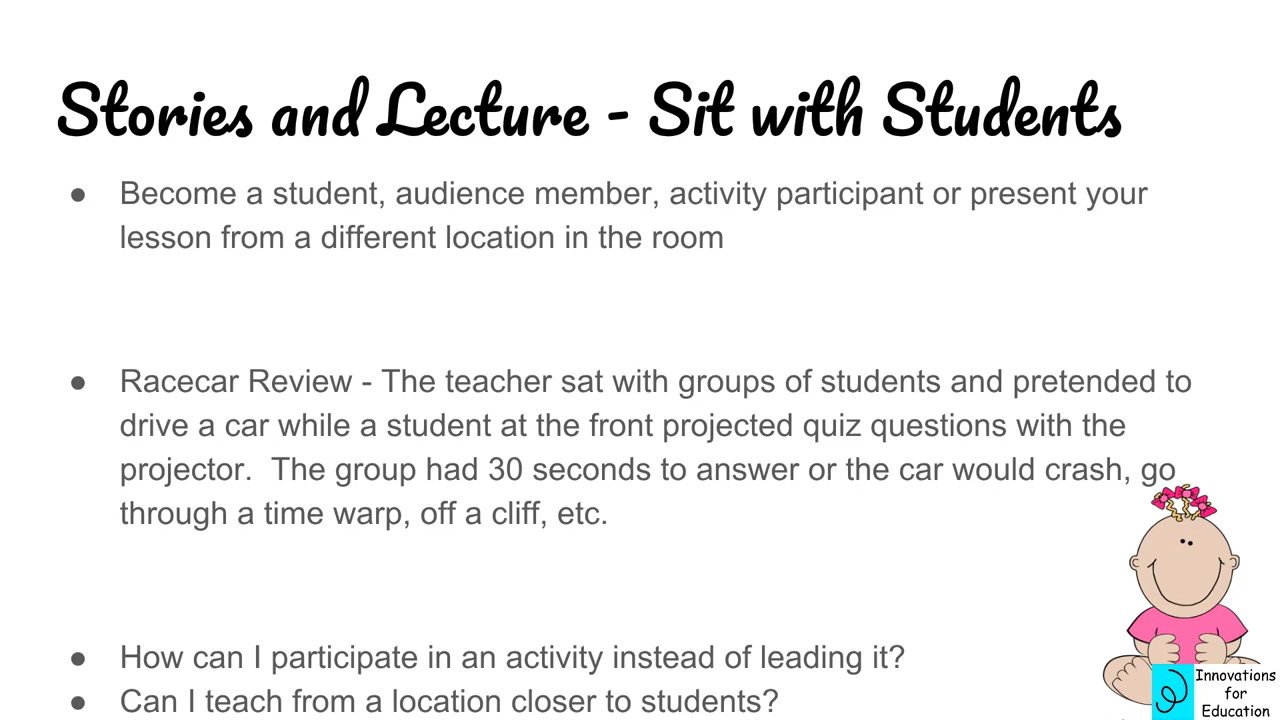 Stories and Lecture - Sit with Students
● Become a student, audience member, activity participant or present your
lesson from a different location in the room
● Racecar Review - The teacher sat with groups of students and pretended to
drive a car while a student at the front projected quiz questions with the
projector.  The group had 30 seconds to answer or the car would crash, go
through a time warp, off a cliff, etc.
● How can I participate in an activity instead of leading it?
● Can I teach from a location closer to students?
Innovations
for
Education